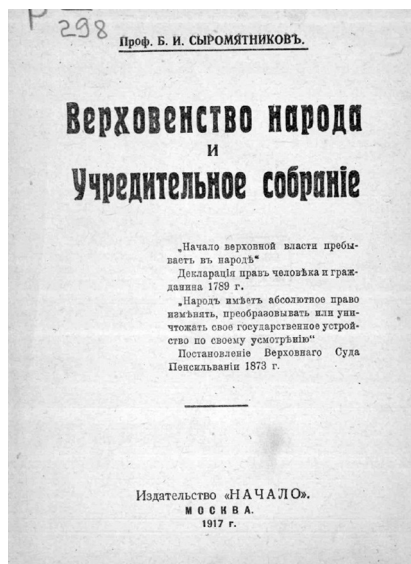 298
Проф. Б. И. СЫРОМЯТНИКОВЪ.
Верховенство народа
и
Учредительное собраніе
„Начало верховной власти пребы-
ваетъ въ народѣ“
Декларація правъ человѣка и граж-
данина 1789 г.
„Народъ имѣетъ абсолютное право
измѣнять, преобразовывать или уни-
чтожать свое государственное устрой-
ство по своему усмотрѣнію“
Постановленіе Верховнаго Суда
Пенсильваніи 1873 г.
Издательство «НАЧАЛО».
МОСКВА.
1917 г.